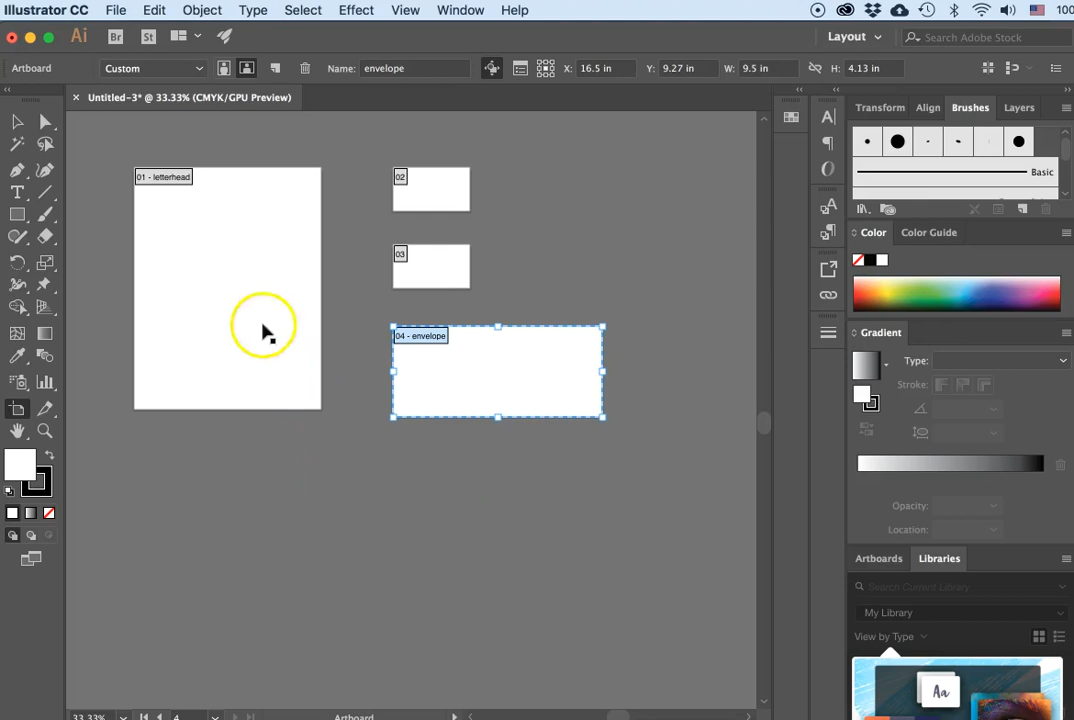 Illustrator CC File Edit Object Type Select Effect View Window Help 100
Ai Br St Layout Search Adobe Stock
Artboard Custom Name: envelope X: 16.5 in Y: 9.27 in W: 9.5 in H: 4.13 in
× Untitled-3* @ 33.33% (CMYK/GPU Preview)
Transform Align Brushes Layers
01 - letterhead
02
Basic
Color Color Guide
03
04 - envelope
Gradient
Type:
Stroke:
Opacity:
Location:
Artboards Libraries
Search Current Library
My Library
View by Type
Aa
33.33% 4 Artboard